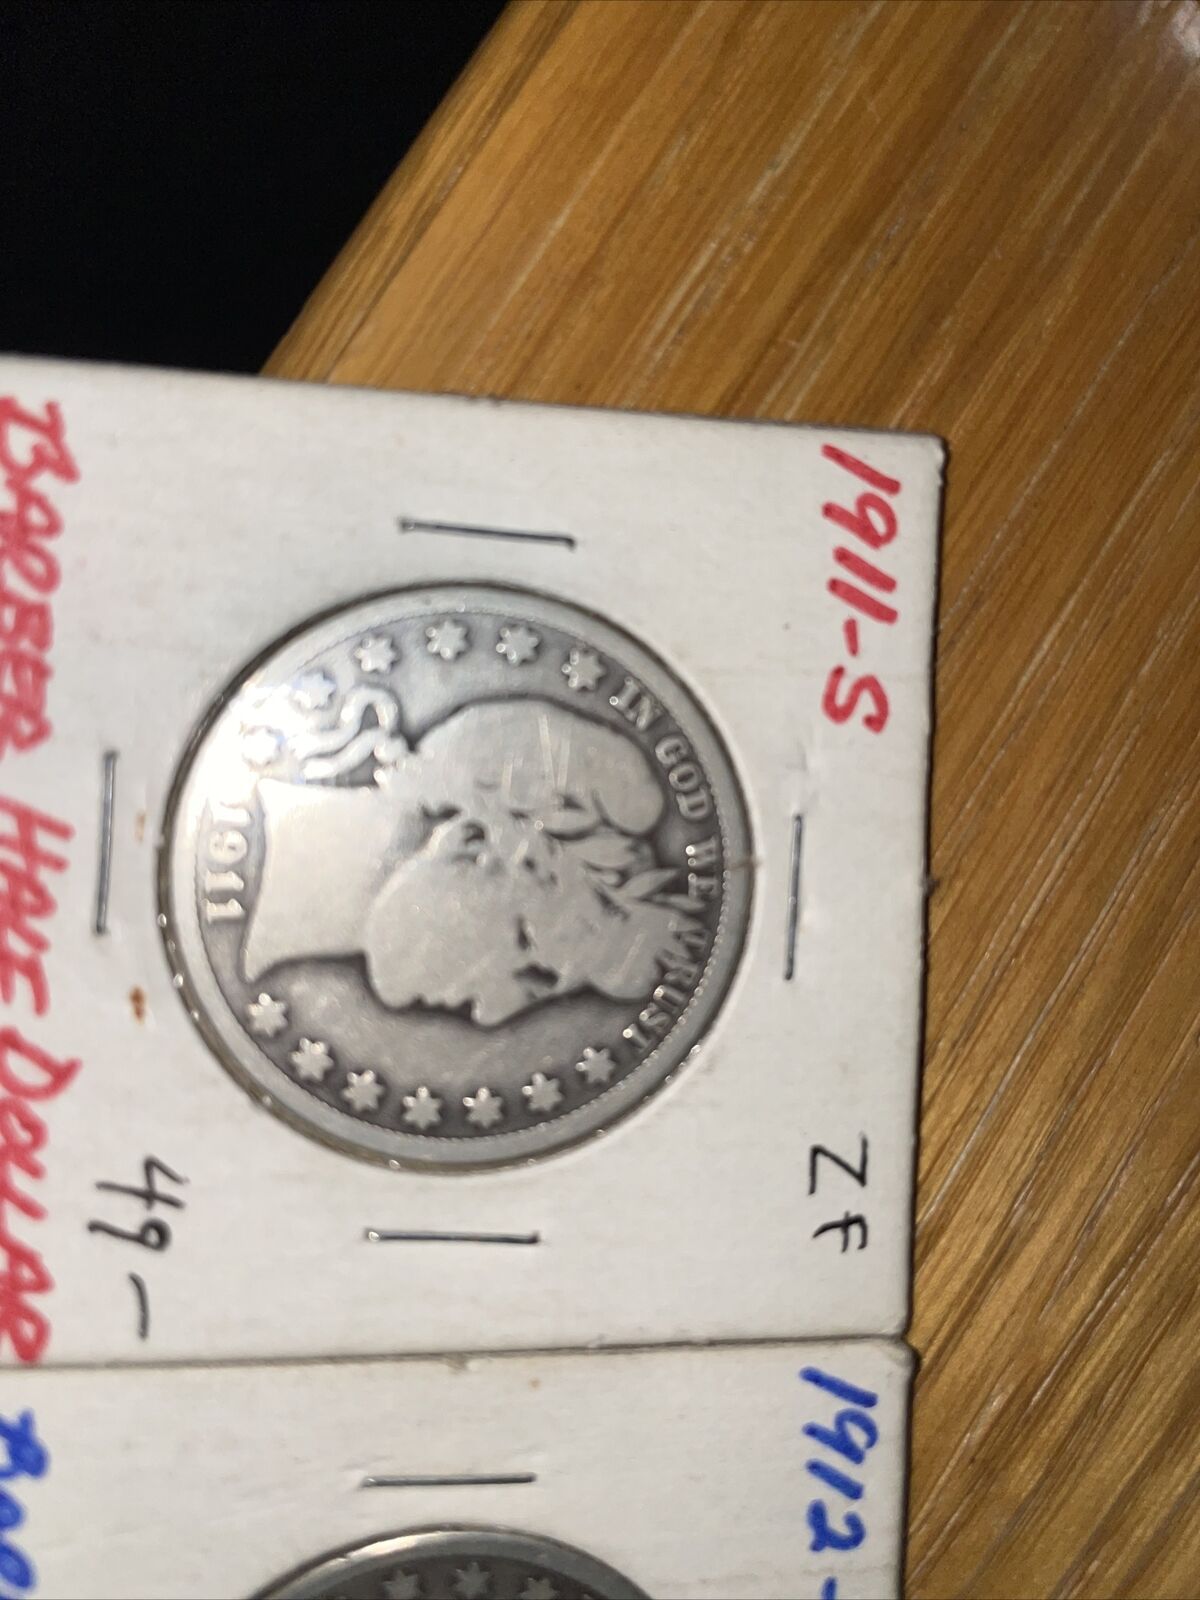 1911-S
ZF
IN GOD WE TRUST
1911
49-
BARBER HALF DOLLAR
1912-